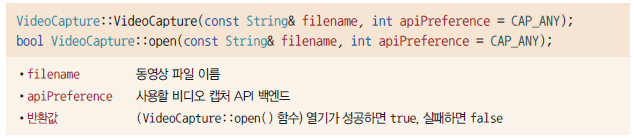 VideoCapture::VideoCapture(const String& filename, int apiPreference = CAP_ANY);
bool VideoCapture::open(const String& filename, int apiPreference = CAP_ANY);
• filename 동영상 파일 이름
• apiPreference 사용할 비디오 캡처 API 백엔드
• 반환값 (VideoCapture::open() 함수) 열기가 성공하면 true, 실패하면 false